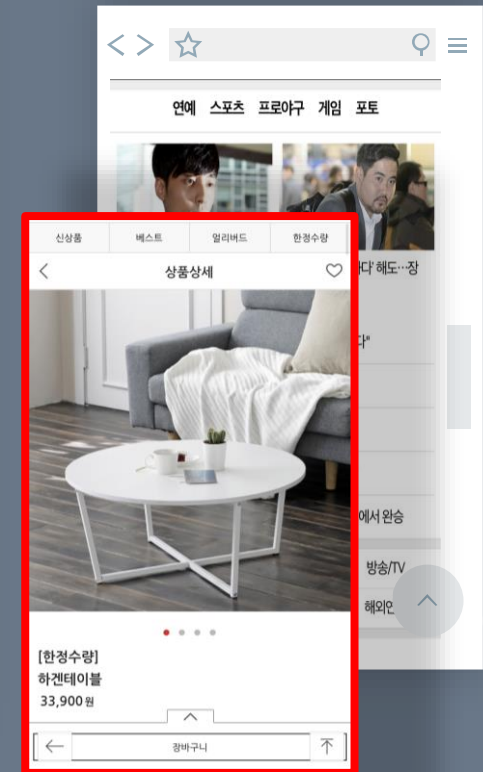 연예 스포츠 프로야구 게임 포토
다' 해도…장
다"
에서 완승
방송/TV
해외연
신상품 베스트 얼리버드 한정수량
상품상세
[한정수량]
하겐테이블
33,900 원
장바구니